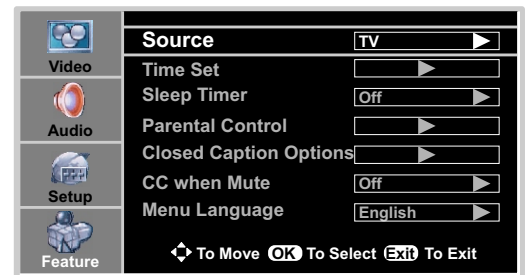 Video
Audio
Setup
Feature
Source TV
Time Set
Sleep Timer Off
Parental Control
Closed Caption Options
CC when Mute Off
Menu Language English
To Move OK To Select Exit To Exit